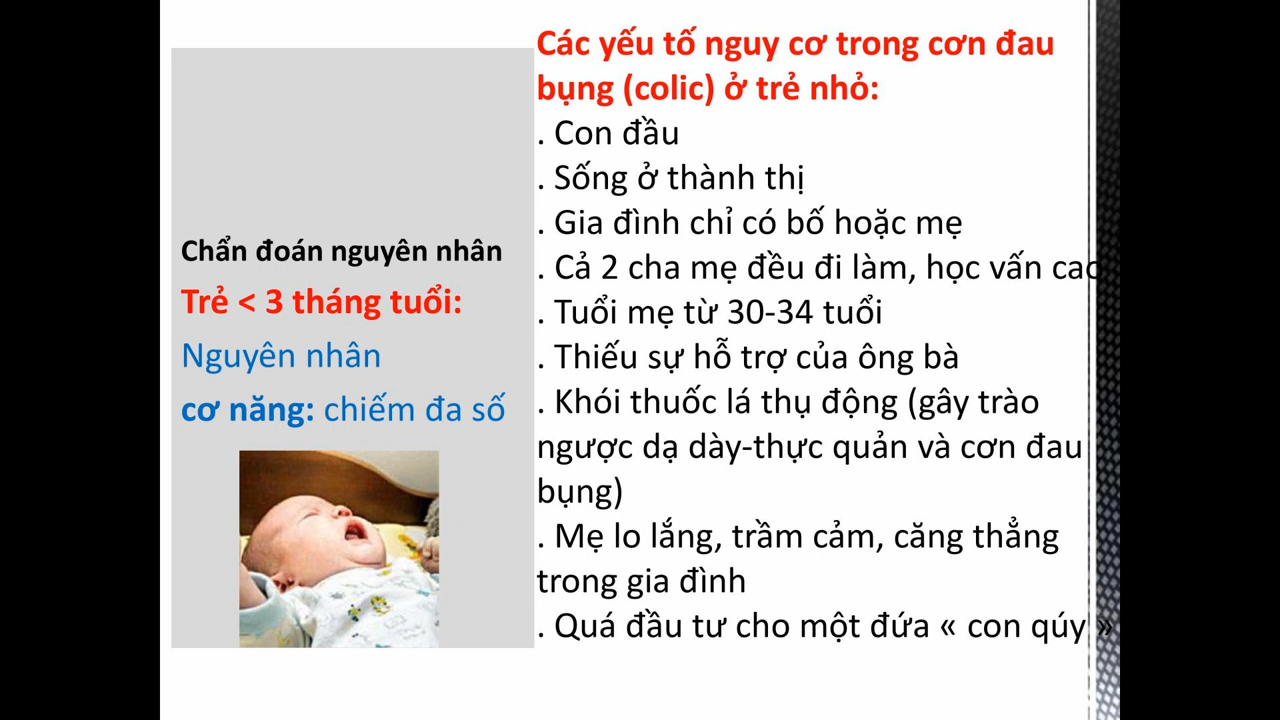 Chẩn đoán nguyên nhân
Trẻ < 3 tháng tuổi:
Nguyên nhân
cơ năng: chiếm đa số
Các yếu tố nguy cơ trong cơn đau
bụng (colic) ở trẻ nhỏ:
. Con đầu
. Sống ở thành thị
. Gia đình chỉ có bố hoặc mẹ
. Cả 2 cha mẹ đều đi làm, học vấn cao
. Tuổi mẹ từ 30-34 tuổi
. Thiếu sự hỗ trợ của ông bà
. Khói thuốc lá thụ động (gây trào
ngược dạ dày-thực quản và cơn đau
bụng)
. Mẹ lo lắng, trầm cảm, căng thẳng
trong gia đình
. Quá đầu tư cho một đứa « con qúy »